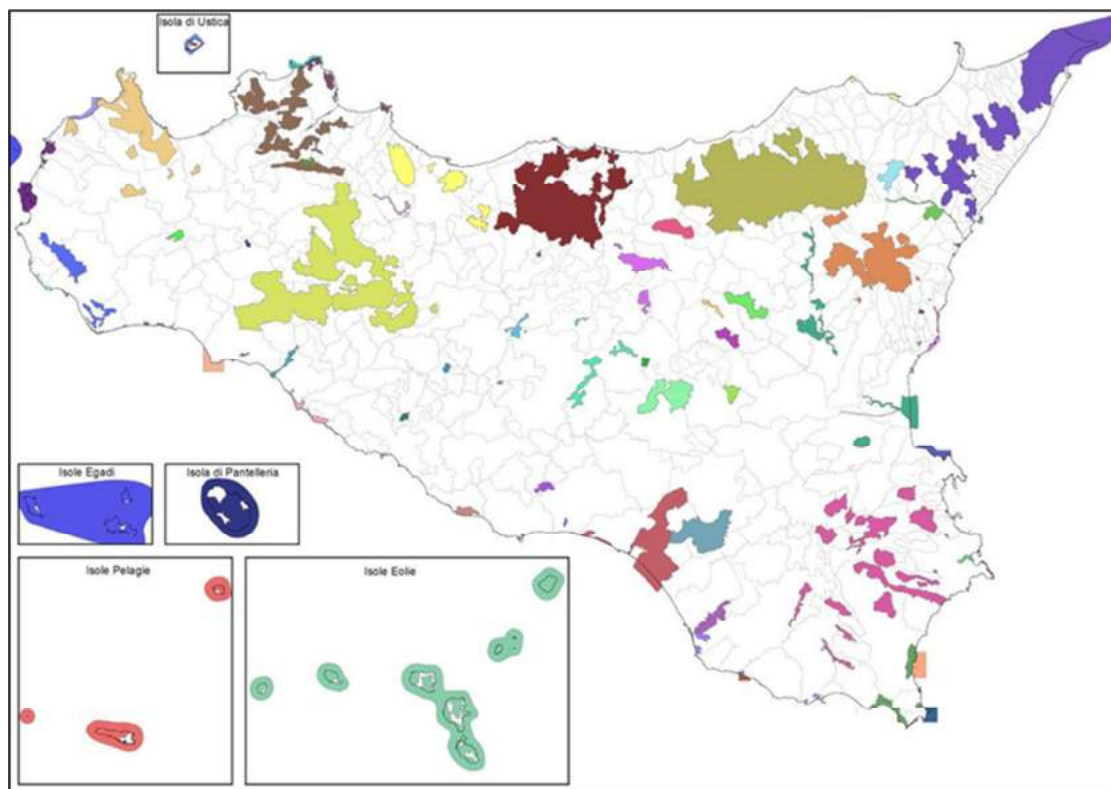 Isola di Ustica
Isole Egadi
Isola di Pantelleria
Isole Pelagie
Isole Eolie